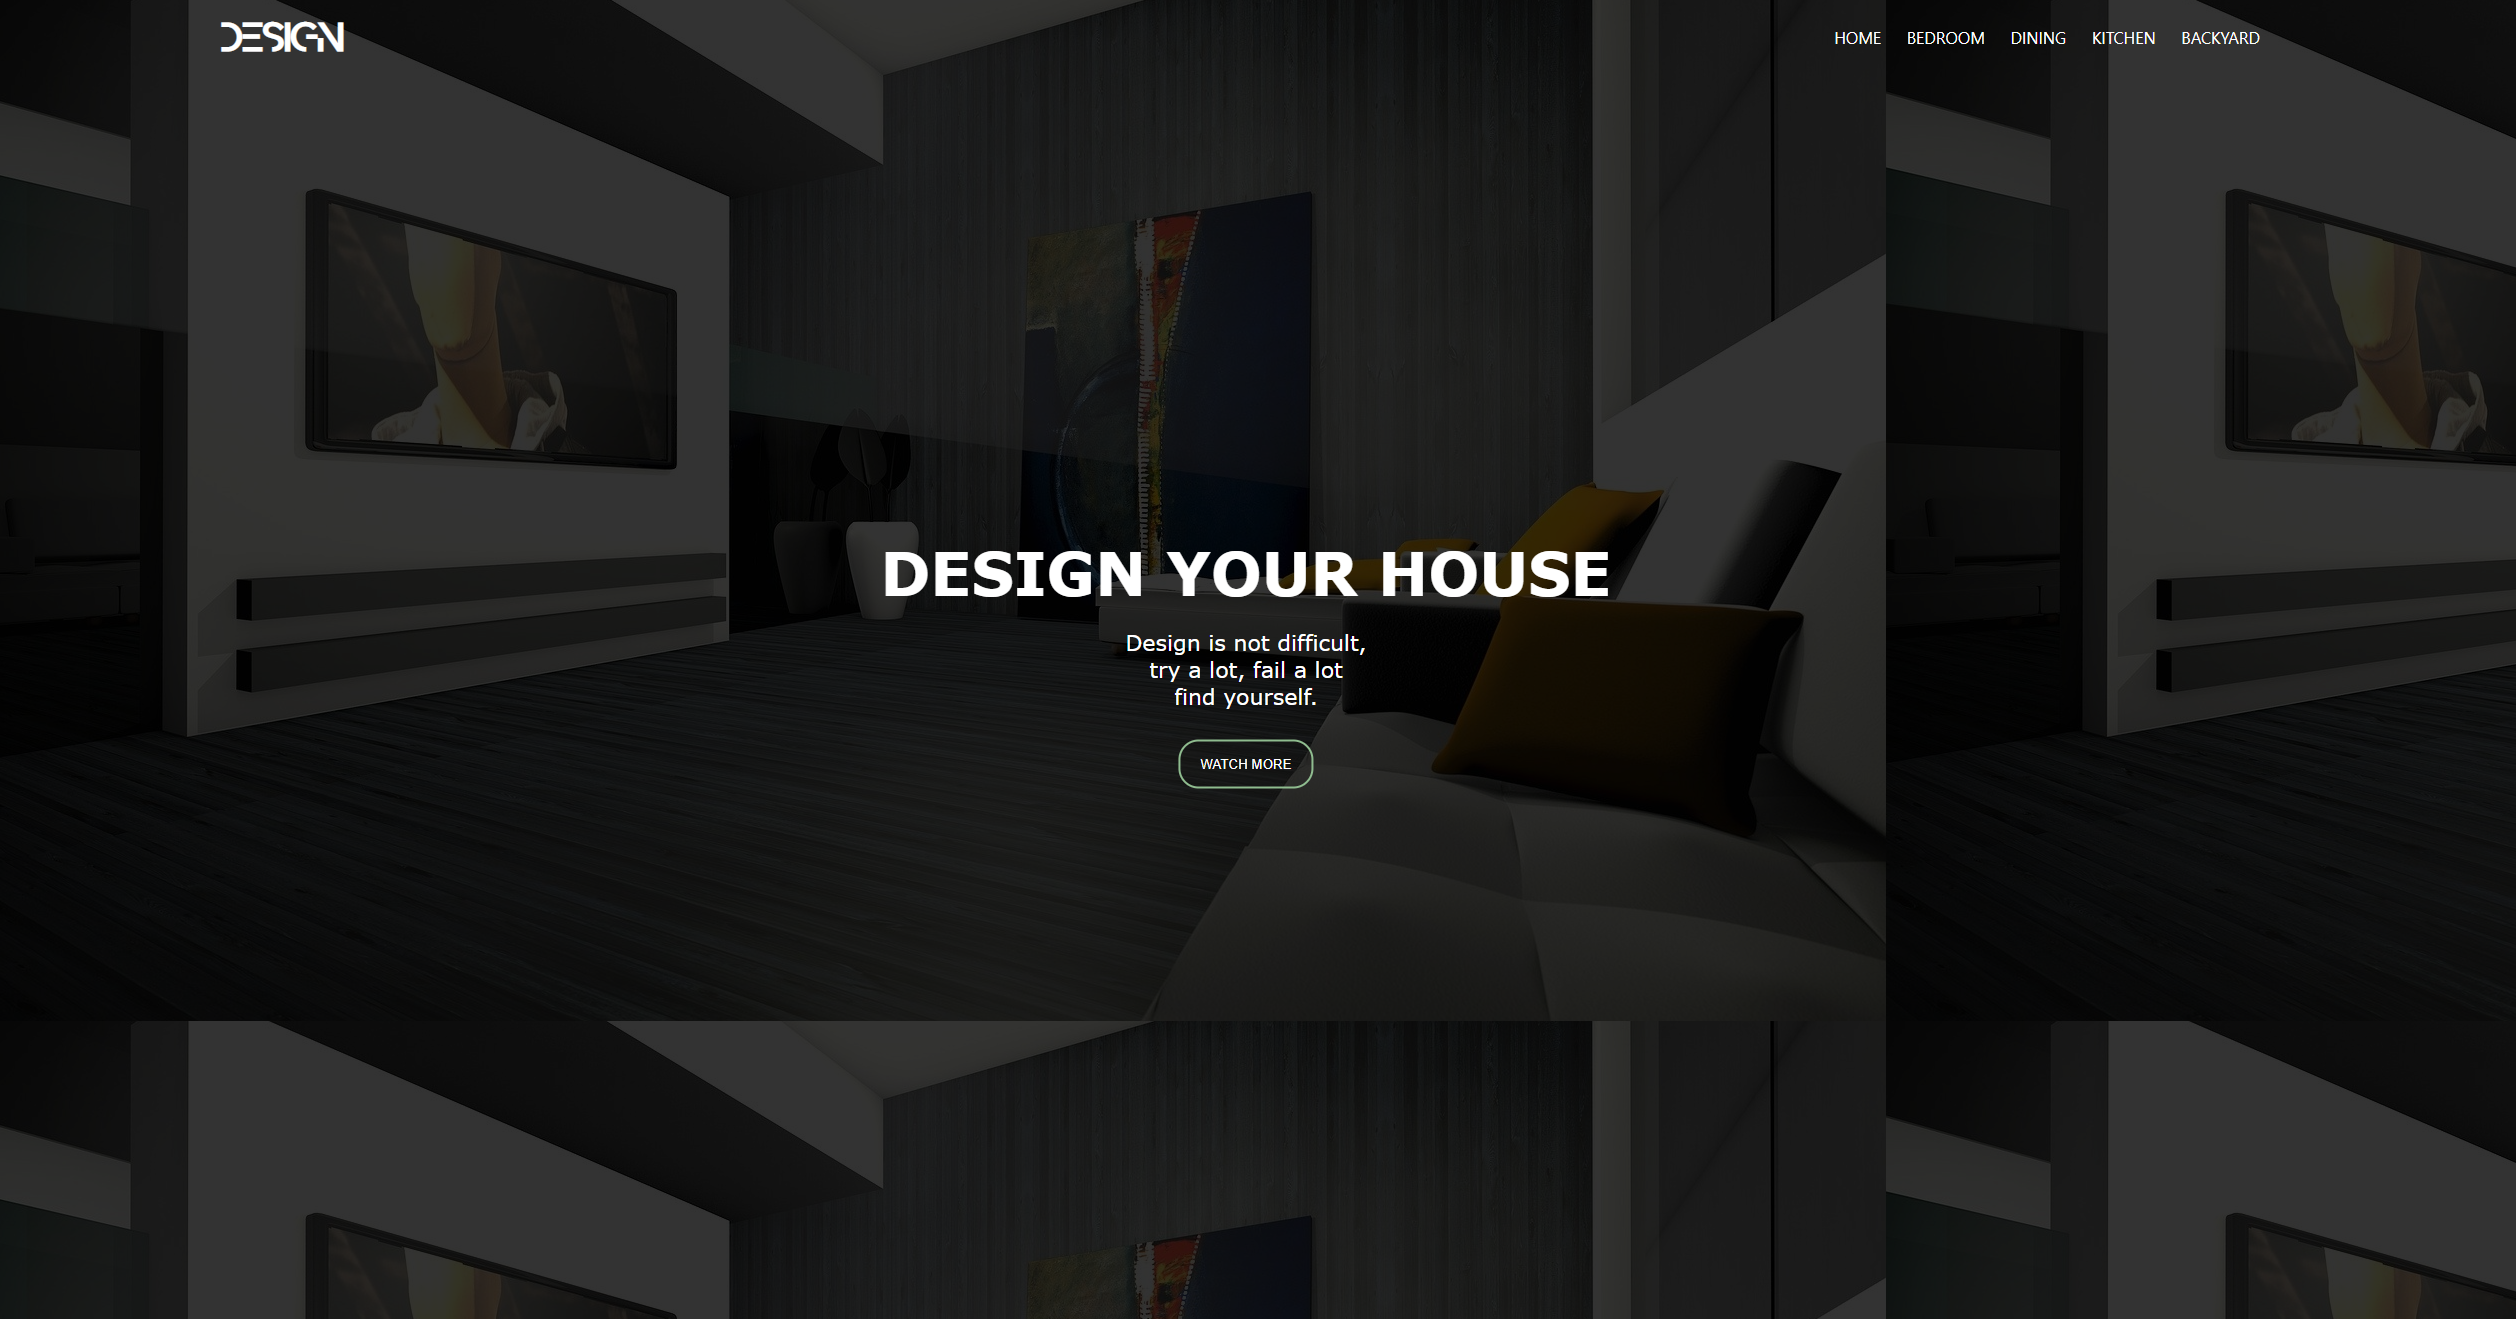 DESIGN
HOME BEDROOM DINING KITCHEN BACKYARD
DESIGN YOUR HOUSE
Design is not difficult,
try a lot, fail a lot
find yourself.
WATCH MORE